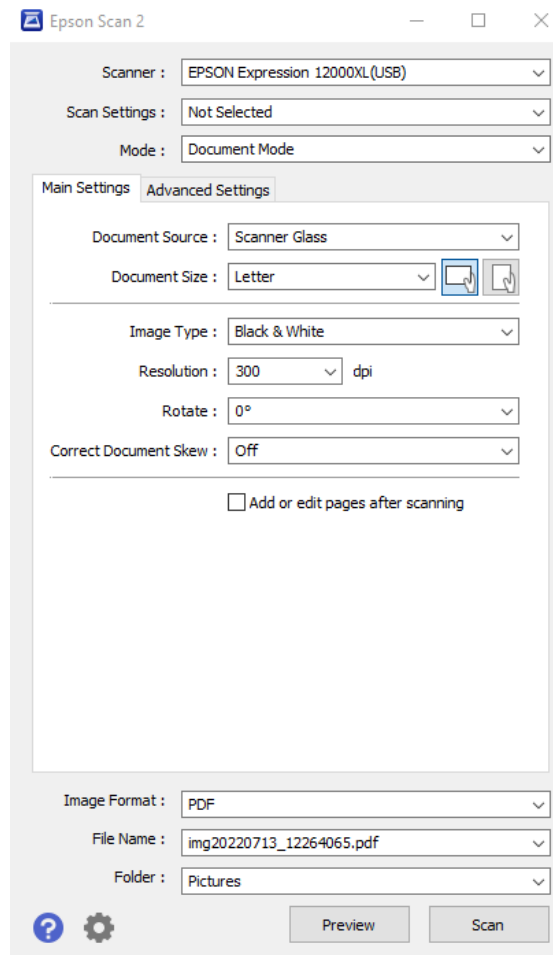 Epson Scan 2
Scanner : EPSON Expression 12000XL(USB)
Scan Settings : Not Selected
Mode : Document Mode
Main Settings Advanced Settings
Document Source : Scanner Glass
Document Size : Letter
Image Type : Black & White
Resolution : 300 dpi
Rotate : 0°
Correct Document Skew : Off
Add or edit pages after scanning
Image Format : PDF
File Name : img20220713_12264065.pdf
Folder : Pictures
? Preview Scan